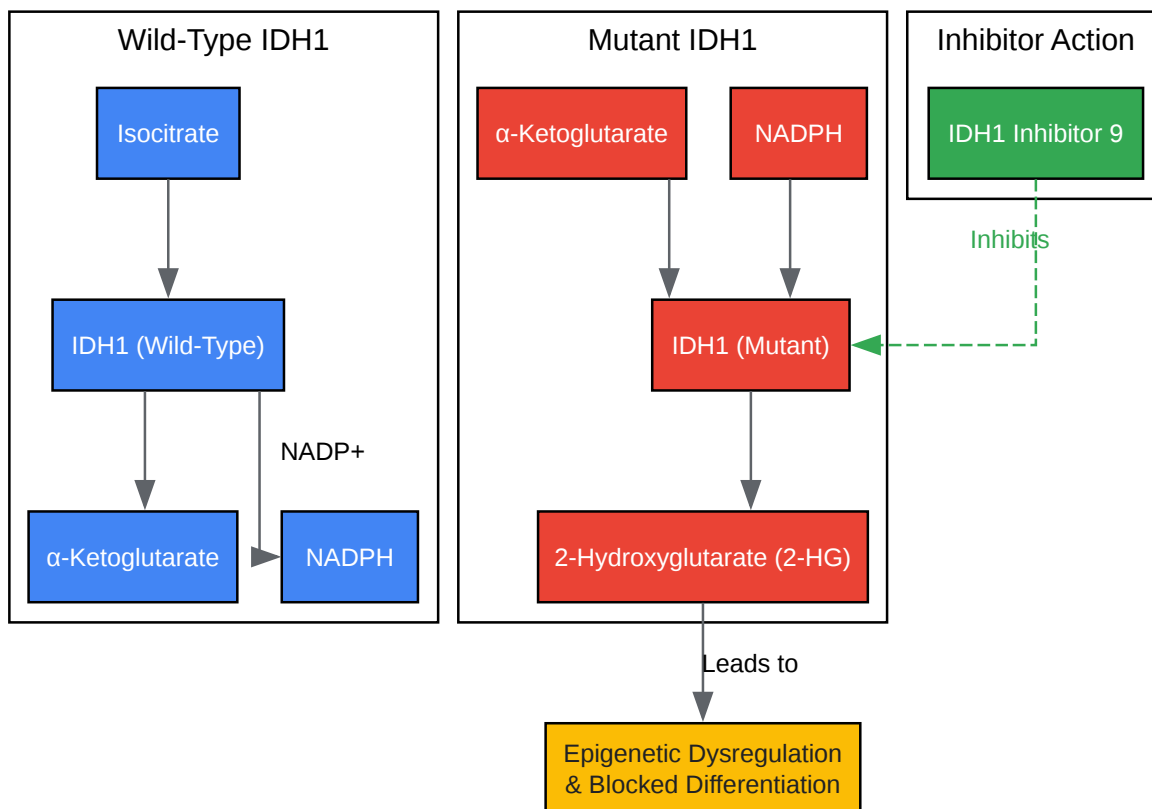 Wild-Type IDH1
Isocitrate
IDH1 (Wild-Type)
NADP+
α-Ketoglutarate
NADPH
Mutant IDH1
α-Ketoglutarate
NADPH
IDH1 (Mutant)
2-Hydroxyglutarate (2-HG)
Leads to
Epigenetic Dysregulation
& Blocked Differentiation
Inhibitor Action
IDH1 Inhibitor 9
Inhibits